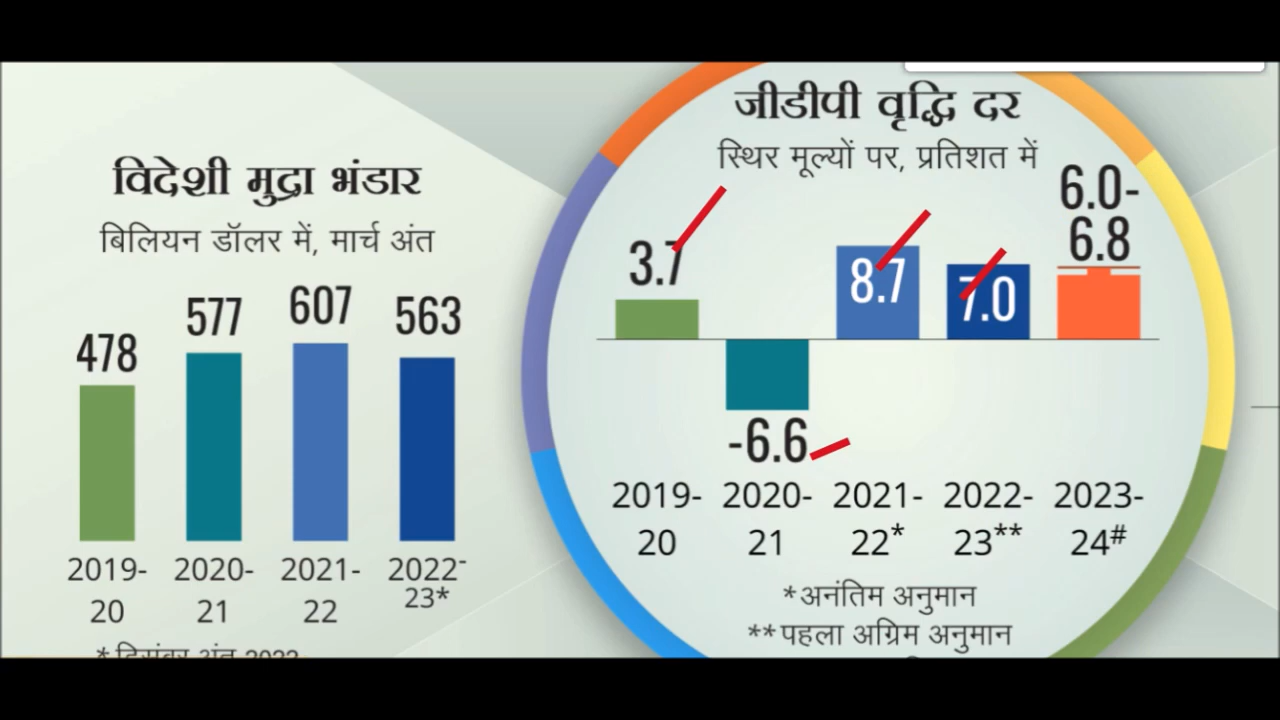 विदेशी मुद्रा भंडार
बिलियन डॉलर में, मार्च अंत
478 577 607 563
2019-20 2020-21 2021-22 2022-23*
*दिसंबर अंत 2022
जीडीपी वृद्धि दर
स्थिर मूल्यों पर, प्रतिशत में
3.7 -6.6 8.7 7.0 6.0-6.8
2019-20 2020-21 2021-22* 2022-23** 2023-24#
*अनंतिम अनुमान
**पहला अग्रिम अनुमान